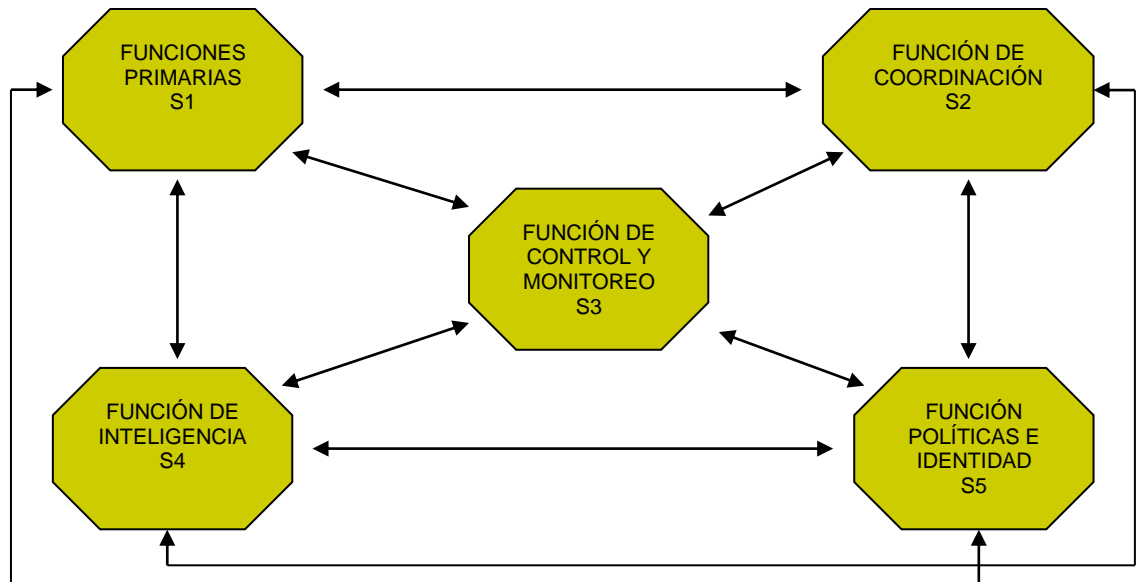 FUNCIONES
PRIMARIAS
S1
FUNCIÓN DE
COORDINACIÓN
S2
FUNCIÓN DE
CONTROL Y
MONITOREO
S3
FUNCIÓN DE
INTELIGENCIA
S4
FUNCIÓN
POLÍTICAS E
IDENTIDAD
S5